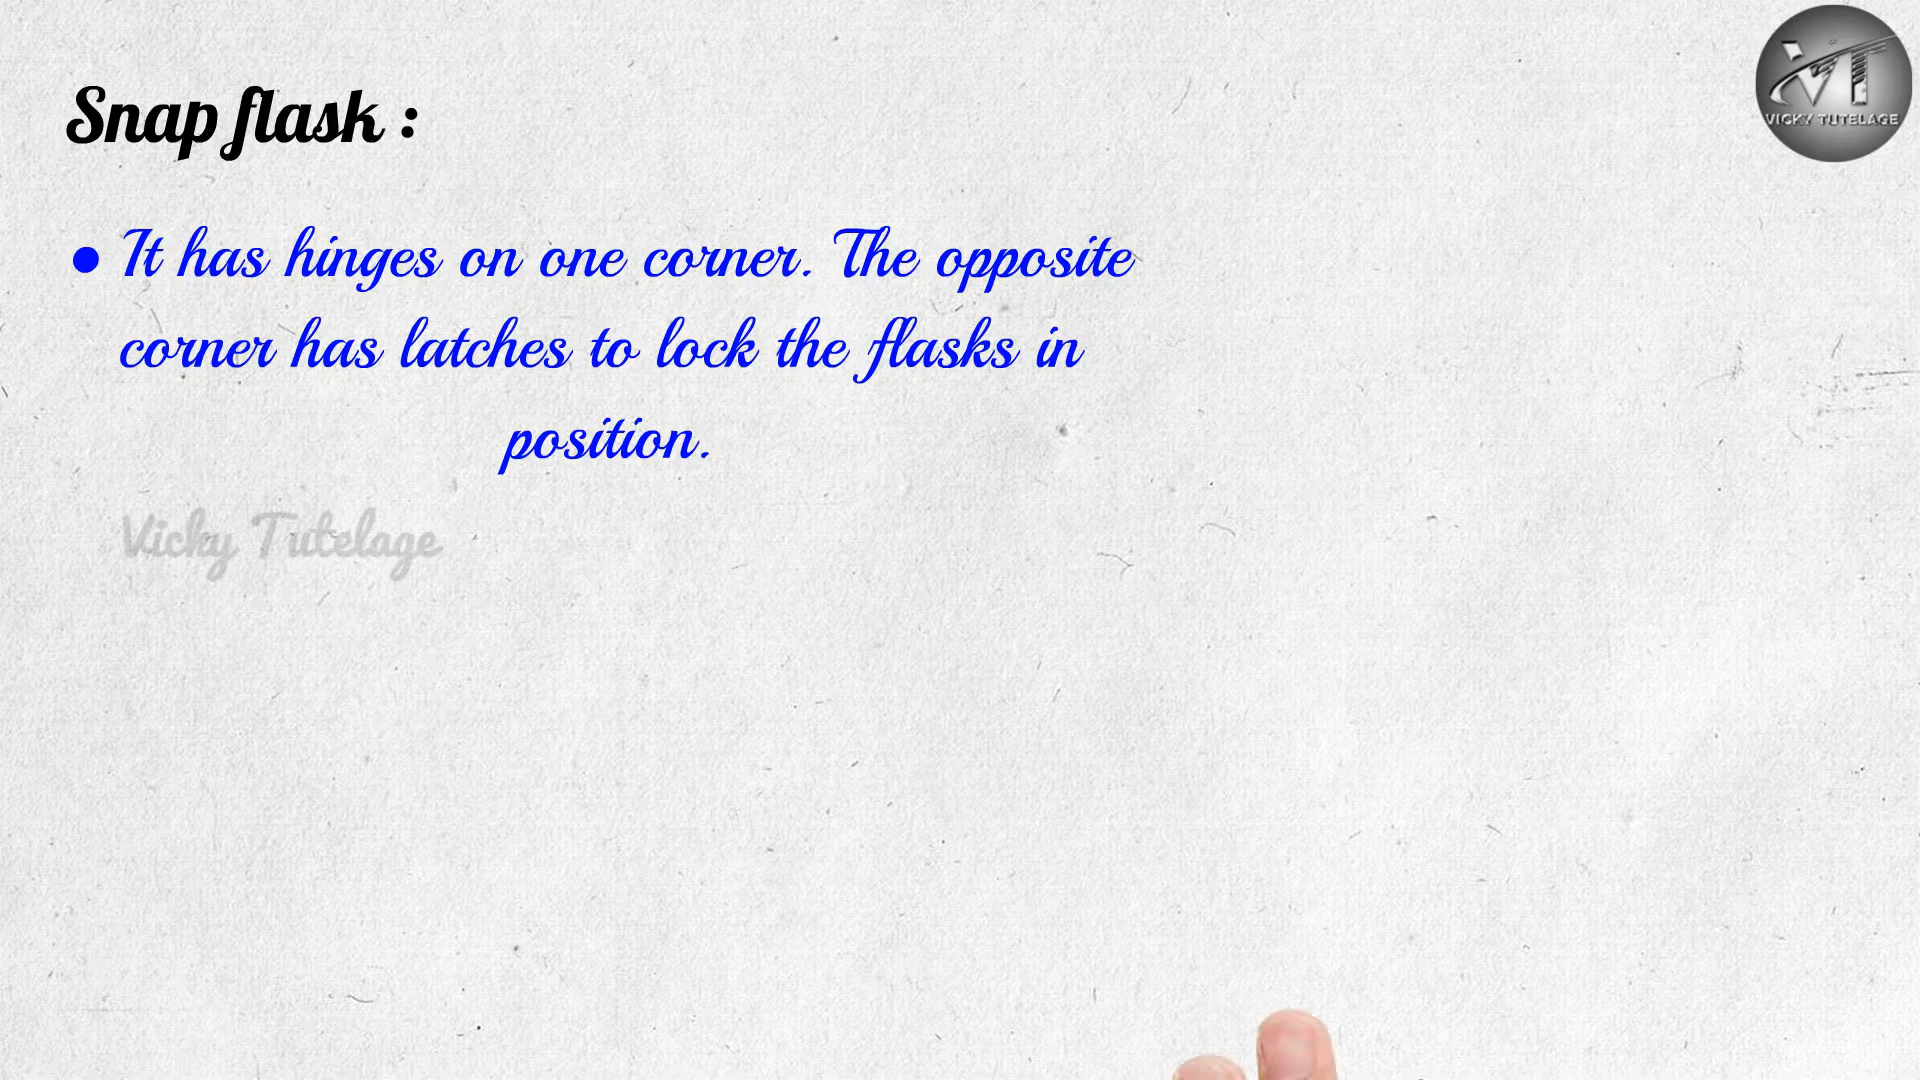 VICKY TUTELAGE
Snap flask :
• It has hinges on one corner. The opposite
corner has latches to lock the flasks in
position.
Vicky Tutelage